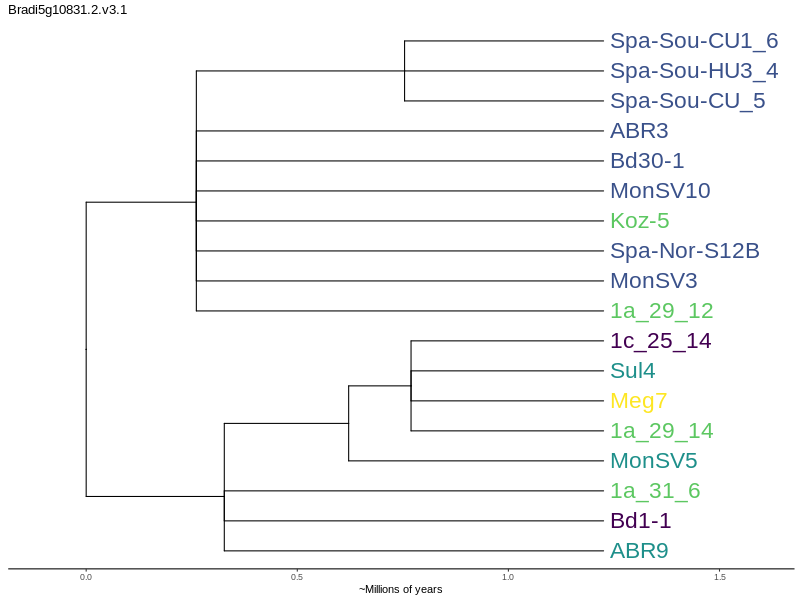 Bradi5g10831.2.v3.1
Spa-Sou-CU1_6
Spa-Sou-HU3_4
Spa-Sou-CU_5
ABR3
Bd30-1
MonSV10
Koz-5
Spa-Nor-S12B
MonSV3
1a_29_12
1c_25_14
Sul4
Meg7
1a_29_14
MonSV5
1a_31_6
Bd1-1
ABR9
0.0 0.5 1.0 1.5
~Millions of years